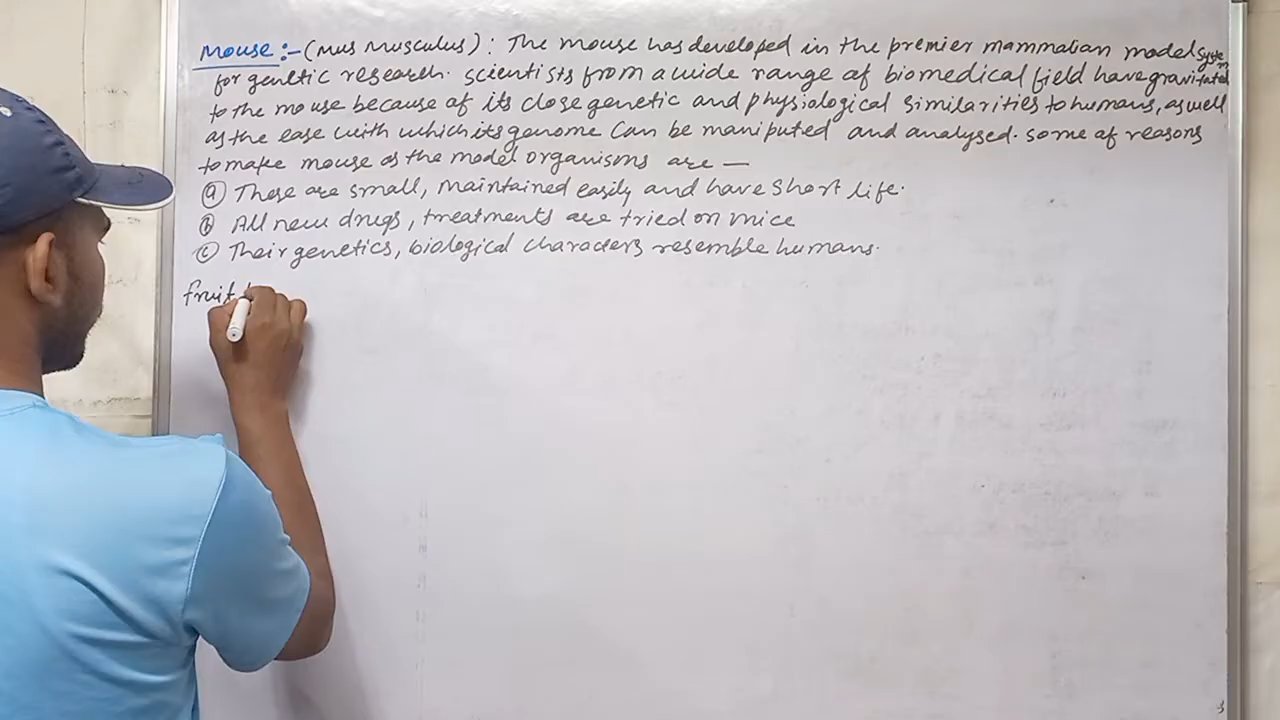 Mouse :- (Mus Musculus) : The mouse has developed in the premier mammalian model system
for genetic research. scientists from a wide range of biomedical field have gravitated
to the mouse because of its close genetic and physiological similarities to humans, as well
as the ease with which its genome can be maniputed and analysed. some of reasons
to make mouse as the model organisms are —
(a) These are small, maintained easily and have short life.
(b) All new drugs, treatments are tried on mice
(c) Their genetics, biological characters resemble humans.
fruit